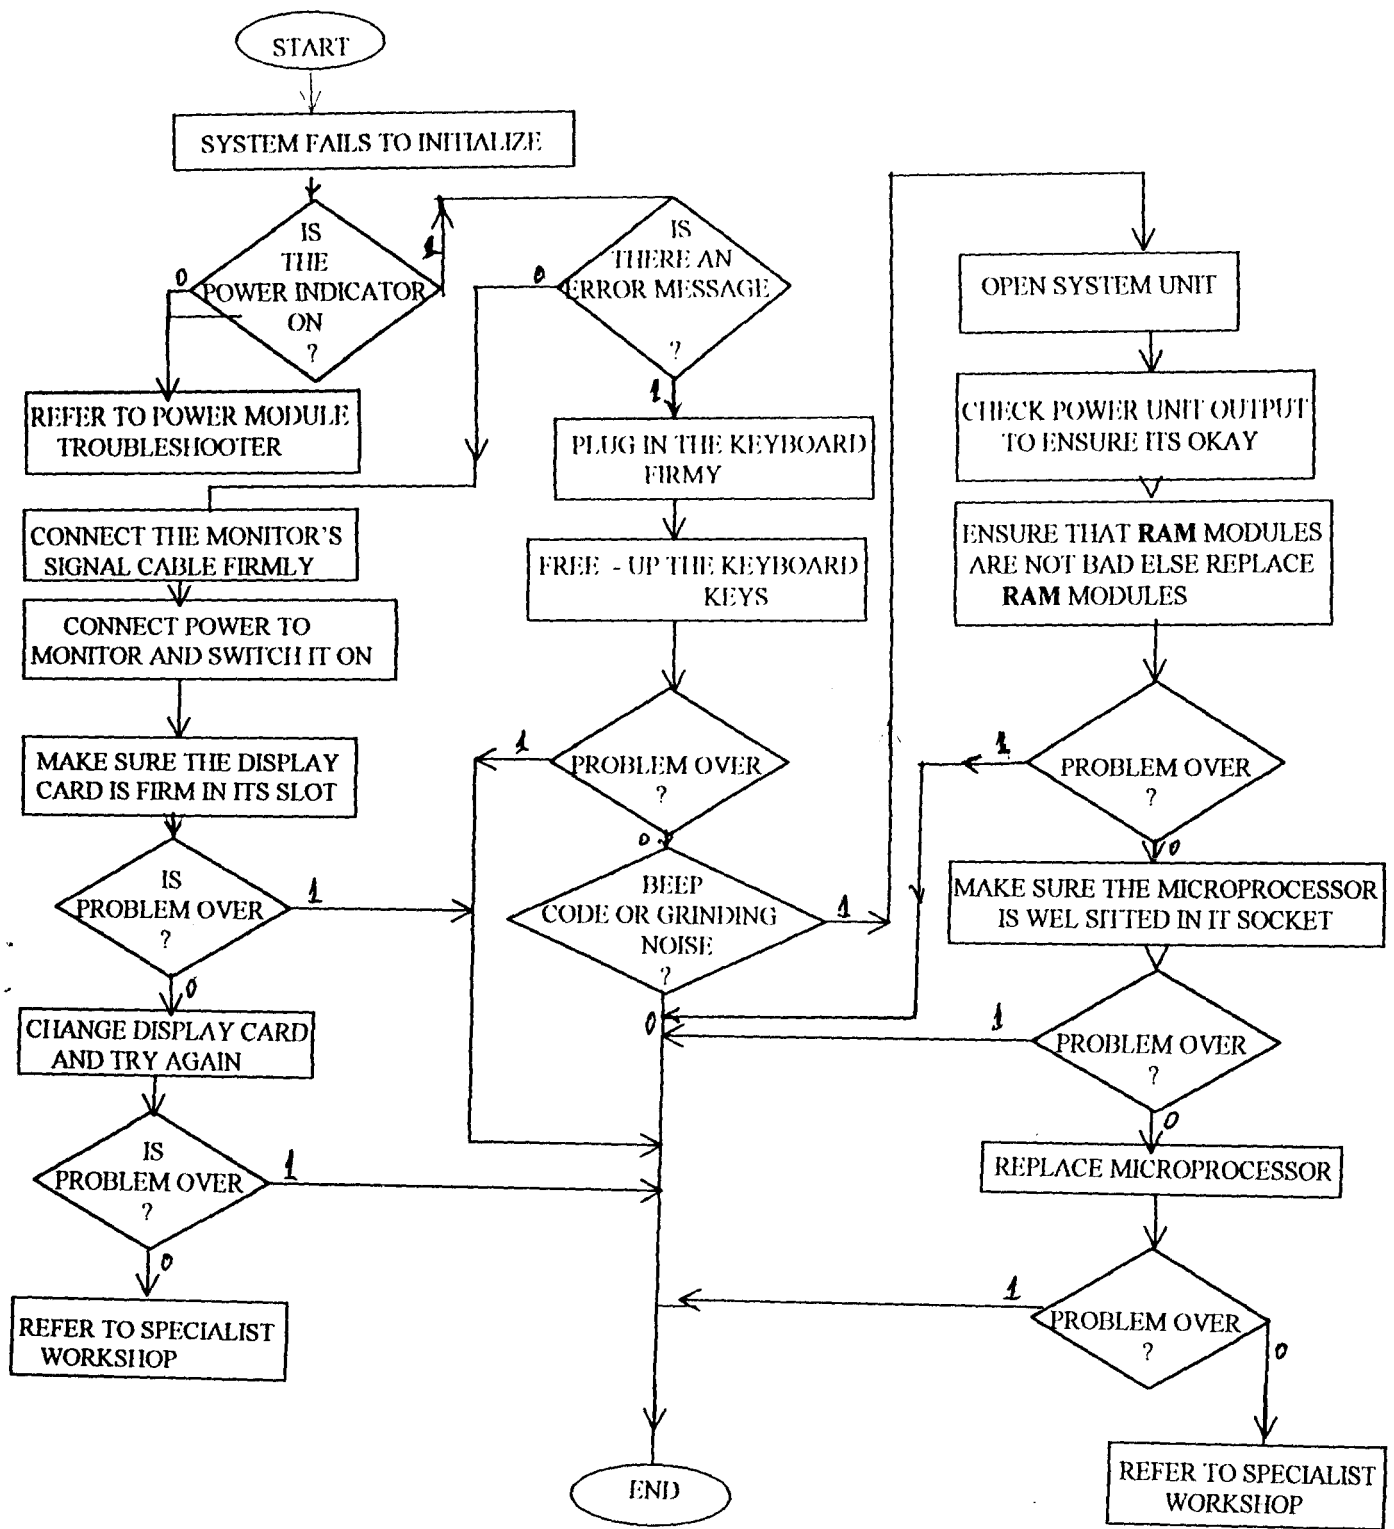 START
SYSTEM FAILS TO INITIALIZE
IS
THE
POWER INDICATOR
ON
?
0
1
REFER TO POWER MODULE
TROUBLESHOOTER
IS
THERE AN
ERROR MESSAGE
?
0
1
CONNECT THE MONITOR'S
SIGNAL CABLE FIRMLY
CONNECT POWER TO
MONITOR AND SWITCH IT ON
MAKE SURE THE DISPLAY
CARD IS FIRM IN ITS SLOT
IS
PROBLEM OVER
?
1
0
CHANGE DISPLAY CARD
AND TRY AGAIN
IS
PROBLEM OVER
?
1
0
REFER TO SPECIALIST
WORKSHOP
PLUG IN THE KEYBOARD
FIRMY
FREE - UP THE KEYBOARD
KEYS
PROBLEM OVER
?
1
0
BEEP
CODE OR GRINDING
NOISE
?
1
0
END
OPEN SYSTEM UNIT
CHECK POWER UNIT OUTPUT
TO ENSURE ITS OKAY
ENSURE THAT RAM MODULES
ARE NOT BAD ELSE REPLACE
RAM MODULES
PROBLEM OVER
?
1
0
MAKE SURE THE MICROPROCESSOR
IS WEL SITTED IN IT SOCKET
PROBLEM OVER
?
1
0
REPLACE MICROPROCESSOR
PROBLEM OVER
?
1
0
REFER TO SPECIALIST
WORKSHOP